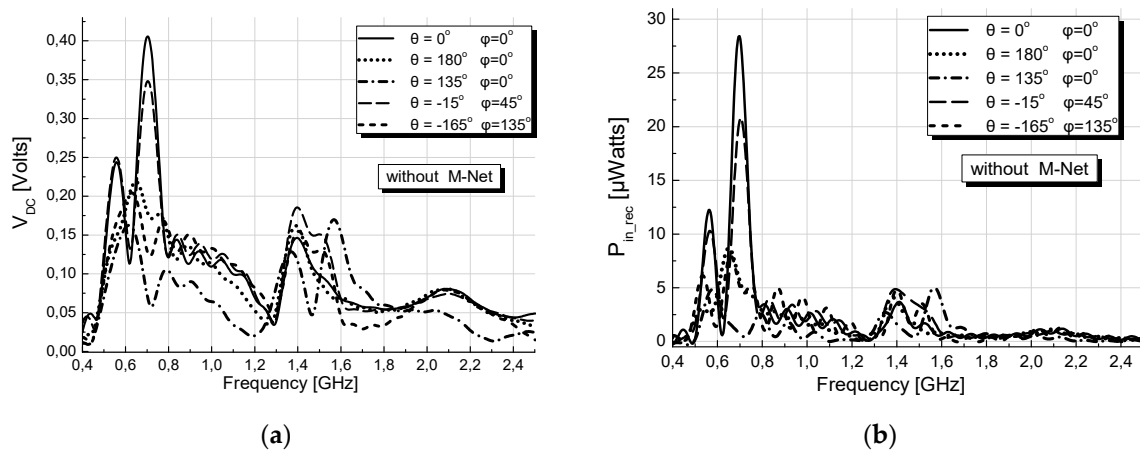 0,40
0,35
0,30
0,25
0,20
0,15
0,10
0,05
0,00
V_DC [Volts]
θ = 0° φ=0°
θ = 180° φ=0°
θ = 135° φ=0°
θ = -15° φ=45°
θ = -165° φ=135°
without M-Net
0,4 0,6 0,8 1,0 1,2 1,4 1,6 1,8 2,0 2,2 2,4
Frequency [GHz]
(a)
30
25
20
15
10
5
0
P_in_rec [µWatts]
θ = 0° φ=0°
θ = 180° φ=0°
θ = 135° φ=0°
θ = -15° φ=45°
θ = -165° φ=135°
without M-Net
0,4 0,6 0,8 1,0 1,2 1,4 1,6 1,8 2,0 2,2 2,4
Frequency [GHz]
(b)